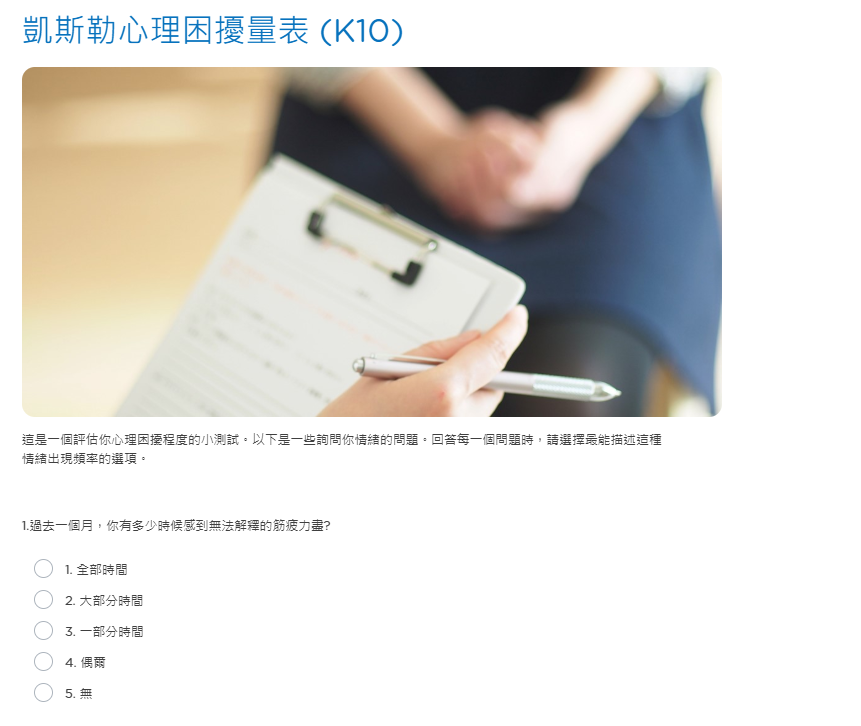 凱斯勒心理困擾量表 (K10)
這是一個評估你心理困擾程度的小測試。以下是一些詢問你情緒的問題。回答每一個問題時，請選擇最能描述這種
情緒出現頻率的選項。
1.過去一個月，你有多少時候感到無法解釋的筋疲力盡?
1. 全部時間
2. 大部分時間
3. 一部分時間
4. 偶爾
5. 無